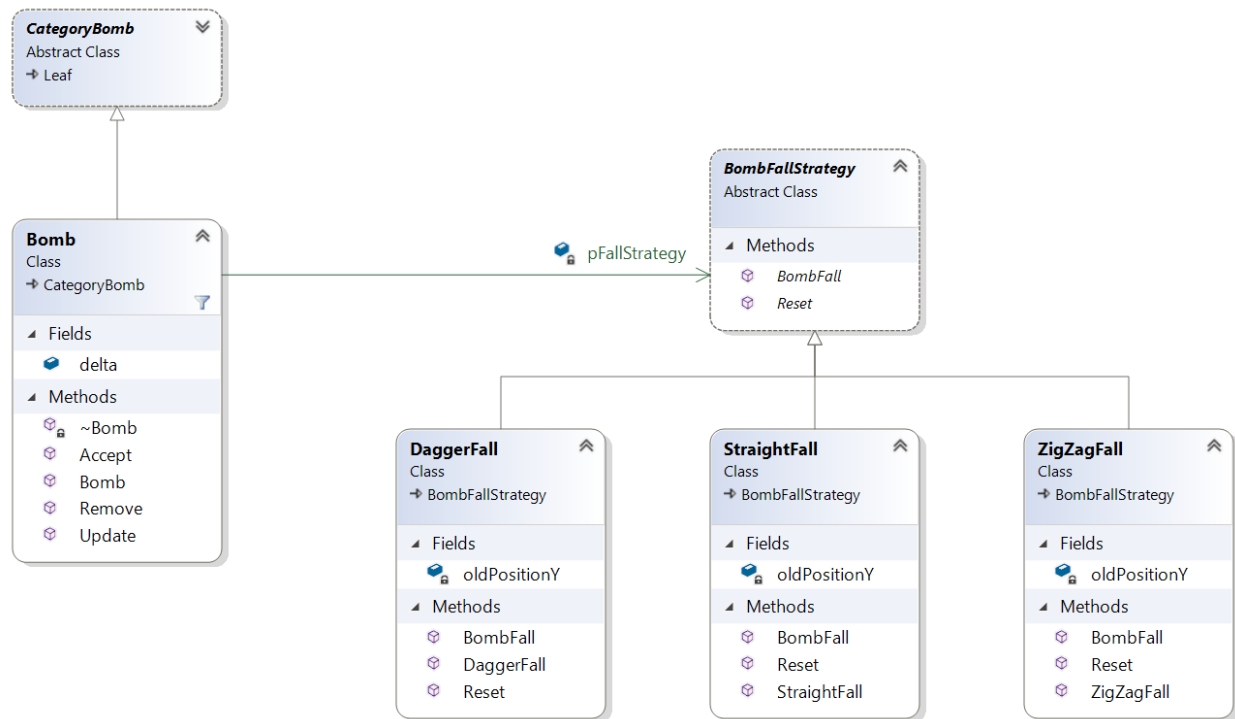 CategoryBomb
Abstract Class
Leaf
Bomb
Class
CategoryBomb
Fields
delta
Methods
~Bomb
Accept
Bomb
Remove
Update
pFallStrategy
BombFallStrategy
Abstract Class
Methods
BombFall
Reset
DaggerFall
Class
BombFallStrategy
Fields
oldPositionY
Methods
BombFall
DaggerFall
Reset
StraightFall
Class
BombFallStrategy
Fields
oldPositionY
Methods
BombFall
Reset
StraightFall
ZigZagFall
Class
BombFallStrategy
Fields
oldPositionY
Methods
BombFall
Reset
ZigZagFall